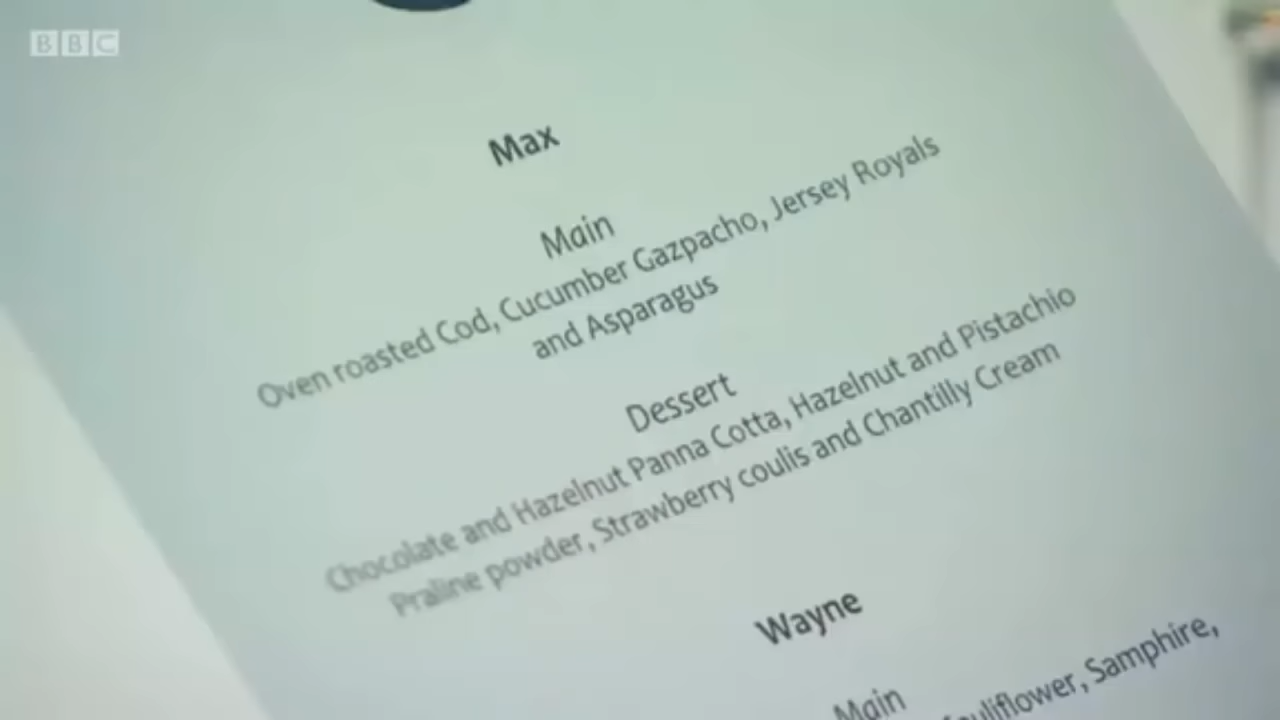 BBC
Max
Main
Oven roasted Cod, Cucumber Gazpacho, Jersey Royals
and Asparagus
Dessert
Chocolate and Hazelnut Panna Cotta, Hazelnut and Pistachio
Praline powder, Strawberry coulis and Chantilly Cream
Wayne
Main
Samphire,